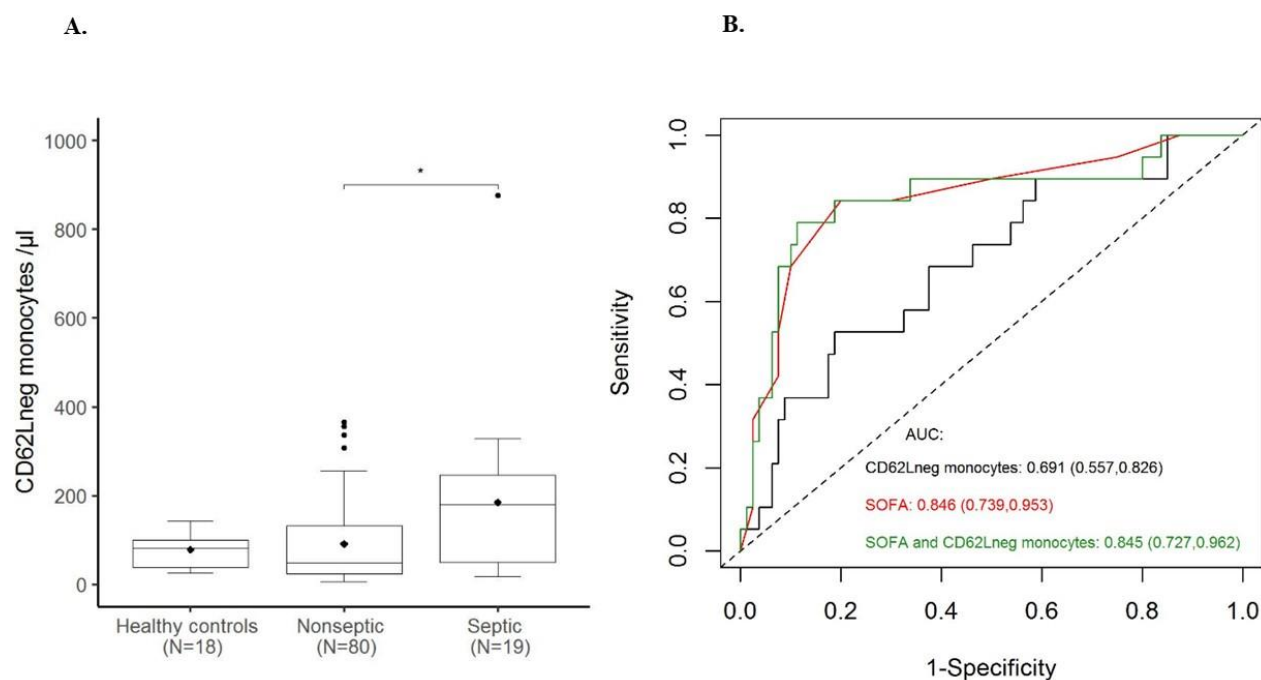 A.
B.
CD62Lneg monocytes /µl
1000
800
600
400
200
0
*
Healthy controls
(N=18)
Nonseptic
(N=80)
Septic
(N=19)
Sensitivity
1.0
0.8
0.6
0.4
0.2
0.0
AUC:
CD62Lneg monocytes: 0.691 (0.557,0.826)
SOFA: 0.846 (0.739,0.953)
SOFA and CD62Lneg monocytes: 0.845 (0.727,0.962)
0.0 0.2 0.4 0.6 0.8 1.0
1-Specificity